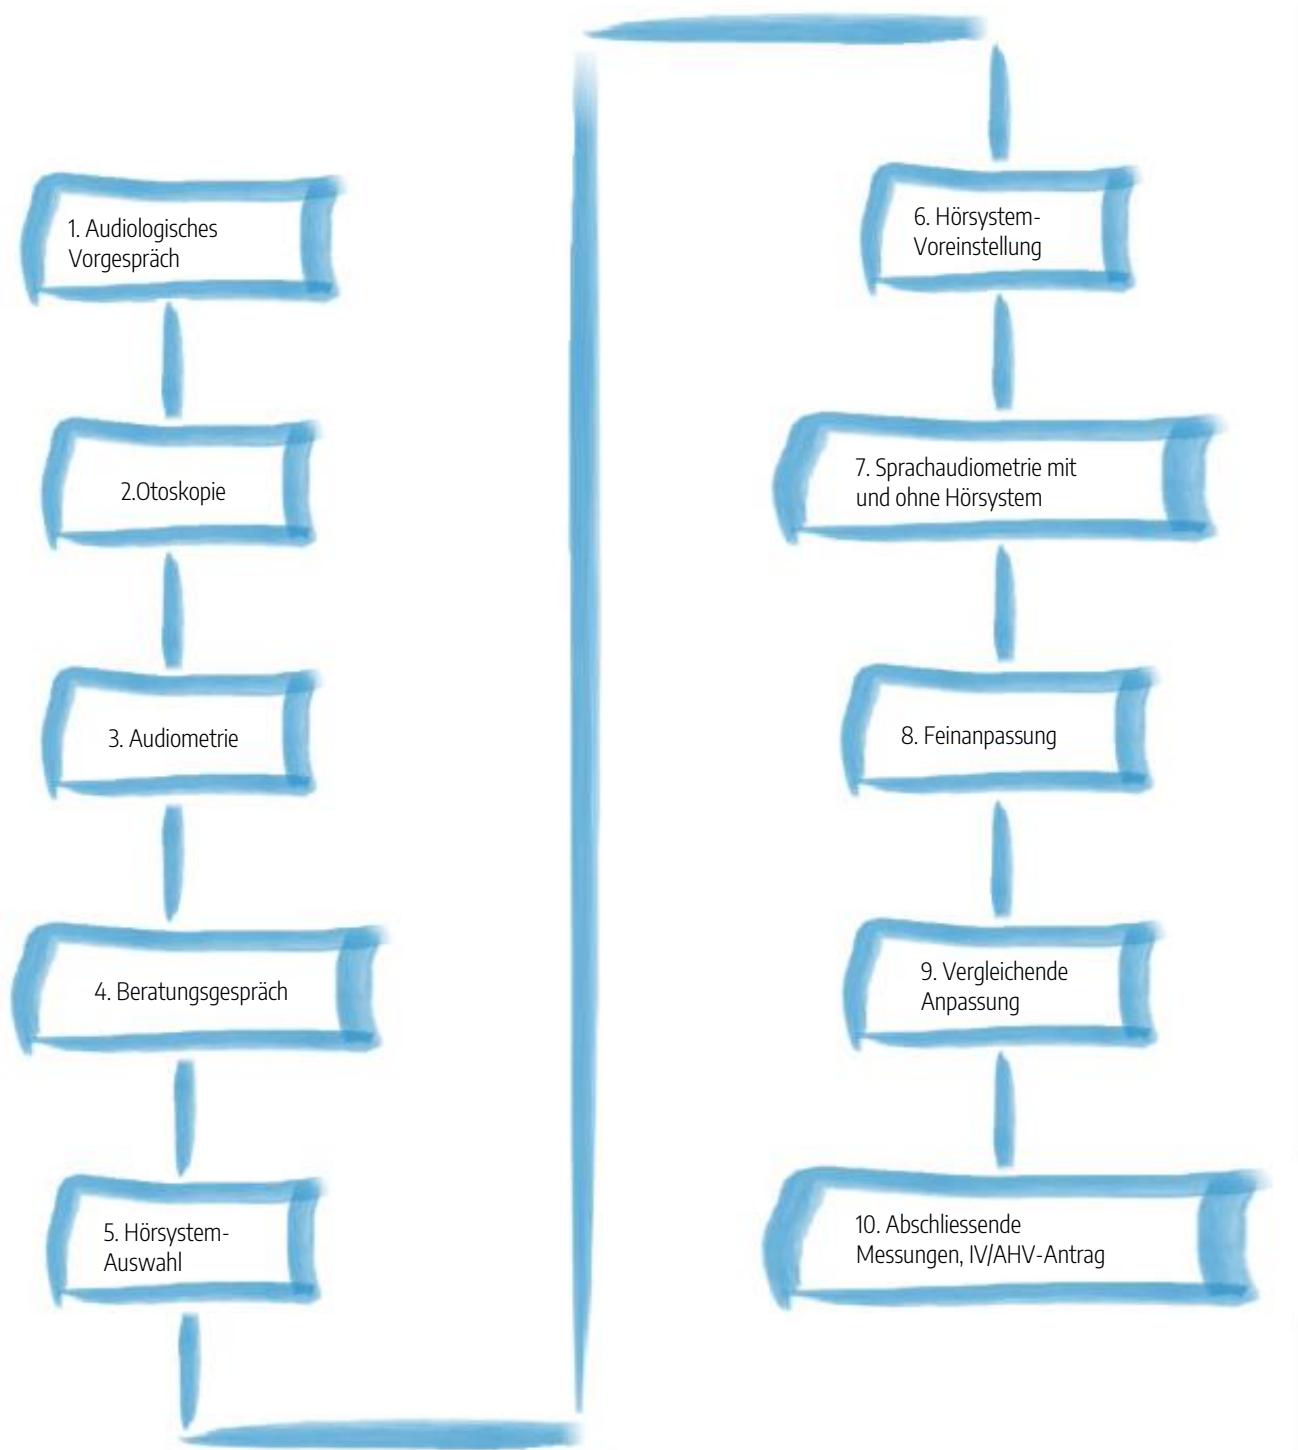 1. Audiologisches
Vorgespräch
2.Otoskopie
3. Audiometrie
4. Beratungsgespräch
5. Hörsystem-
Auswahl
6. Hörsystem-
Voreinstellung
7. Sprachaudiometrie mit
und ohne Hörsystem
8. Feinanpassung
9. Vergleichende
Anpassung
10. Abschliessende
Messungen, IV/AHV-Antrag